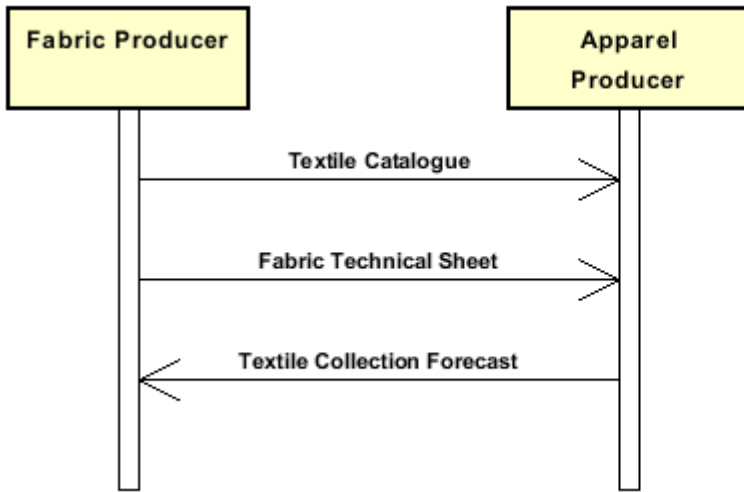 Fabric Producer
Apparel
Producer
Textile Catalogue
Fabric Technical Sheet
Textile Collection Forecast